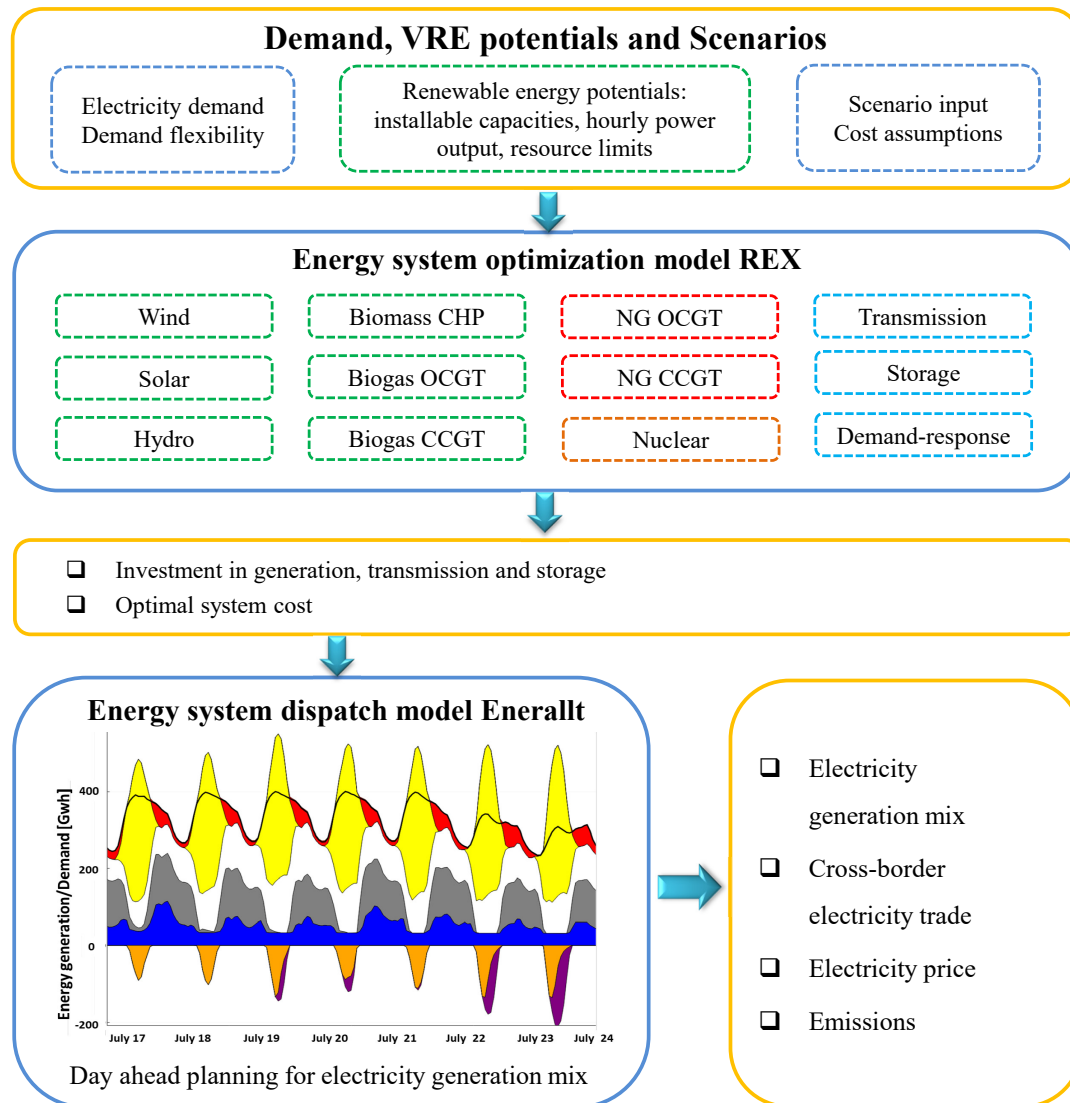 Demand, VRE potentials and Scenarios
Electricity demand
Demand flexibility
Renewable energy potentials:
installable capacities, hourly power
output, resource limits
Scenario input
Cost assumptions
Energy system optimization model REX
Wind
Biomass CHP
NG OCGT
Transmission
Solar
Biogas OCGT
NG CCGT
Storage
Hydro
Biogas CCGT
Nuclear
Demand-response
❑ Investment in generation, transmission and storage
❑ Optimal system cost
Energy system dispatch model Enerallt
Energy generation/Demand [Gwh]
400
200
0
-200
July 17
July 18
July 19
July 20
July 21
July 22
July 23
July 24
Day ahead planning for electricity generation mix
❑ Electricity
generation mix
❑ Cross-border
electricity trade
❑ Electricity price
❑ Emissions